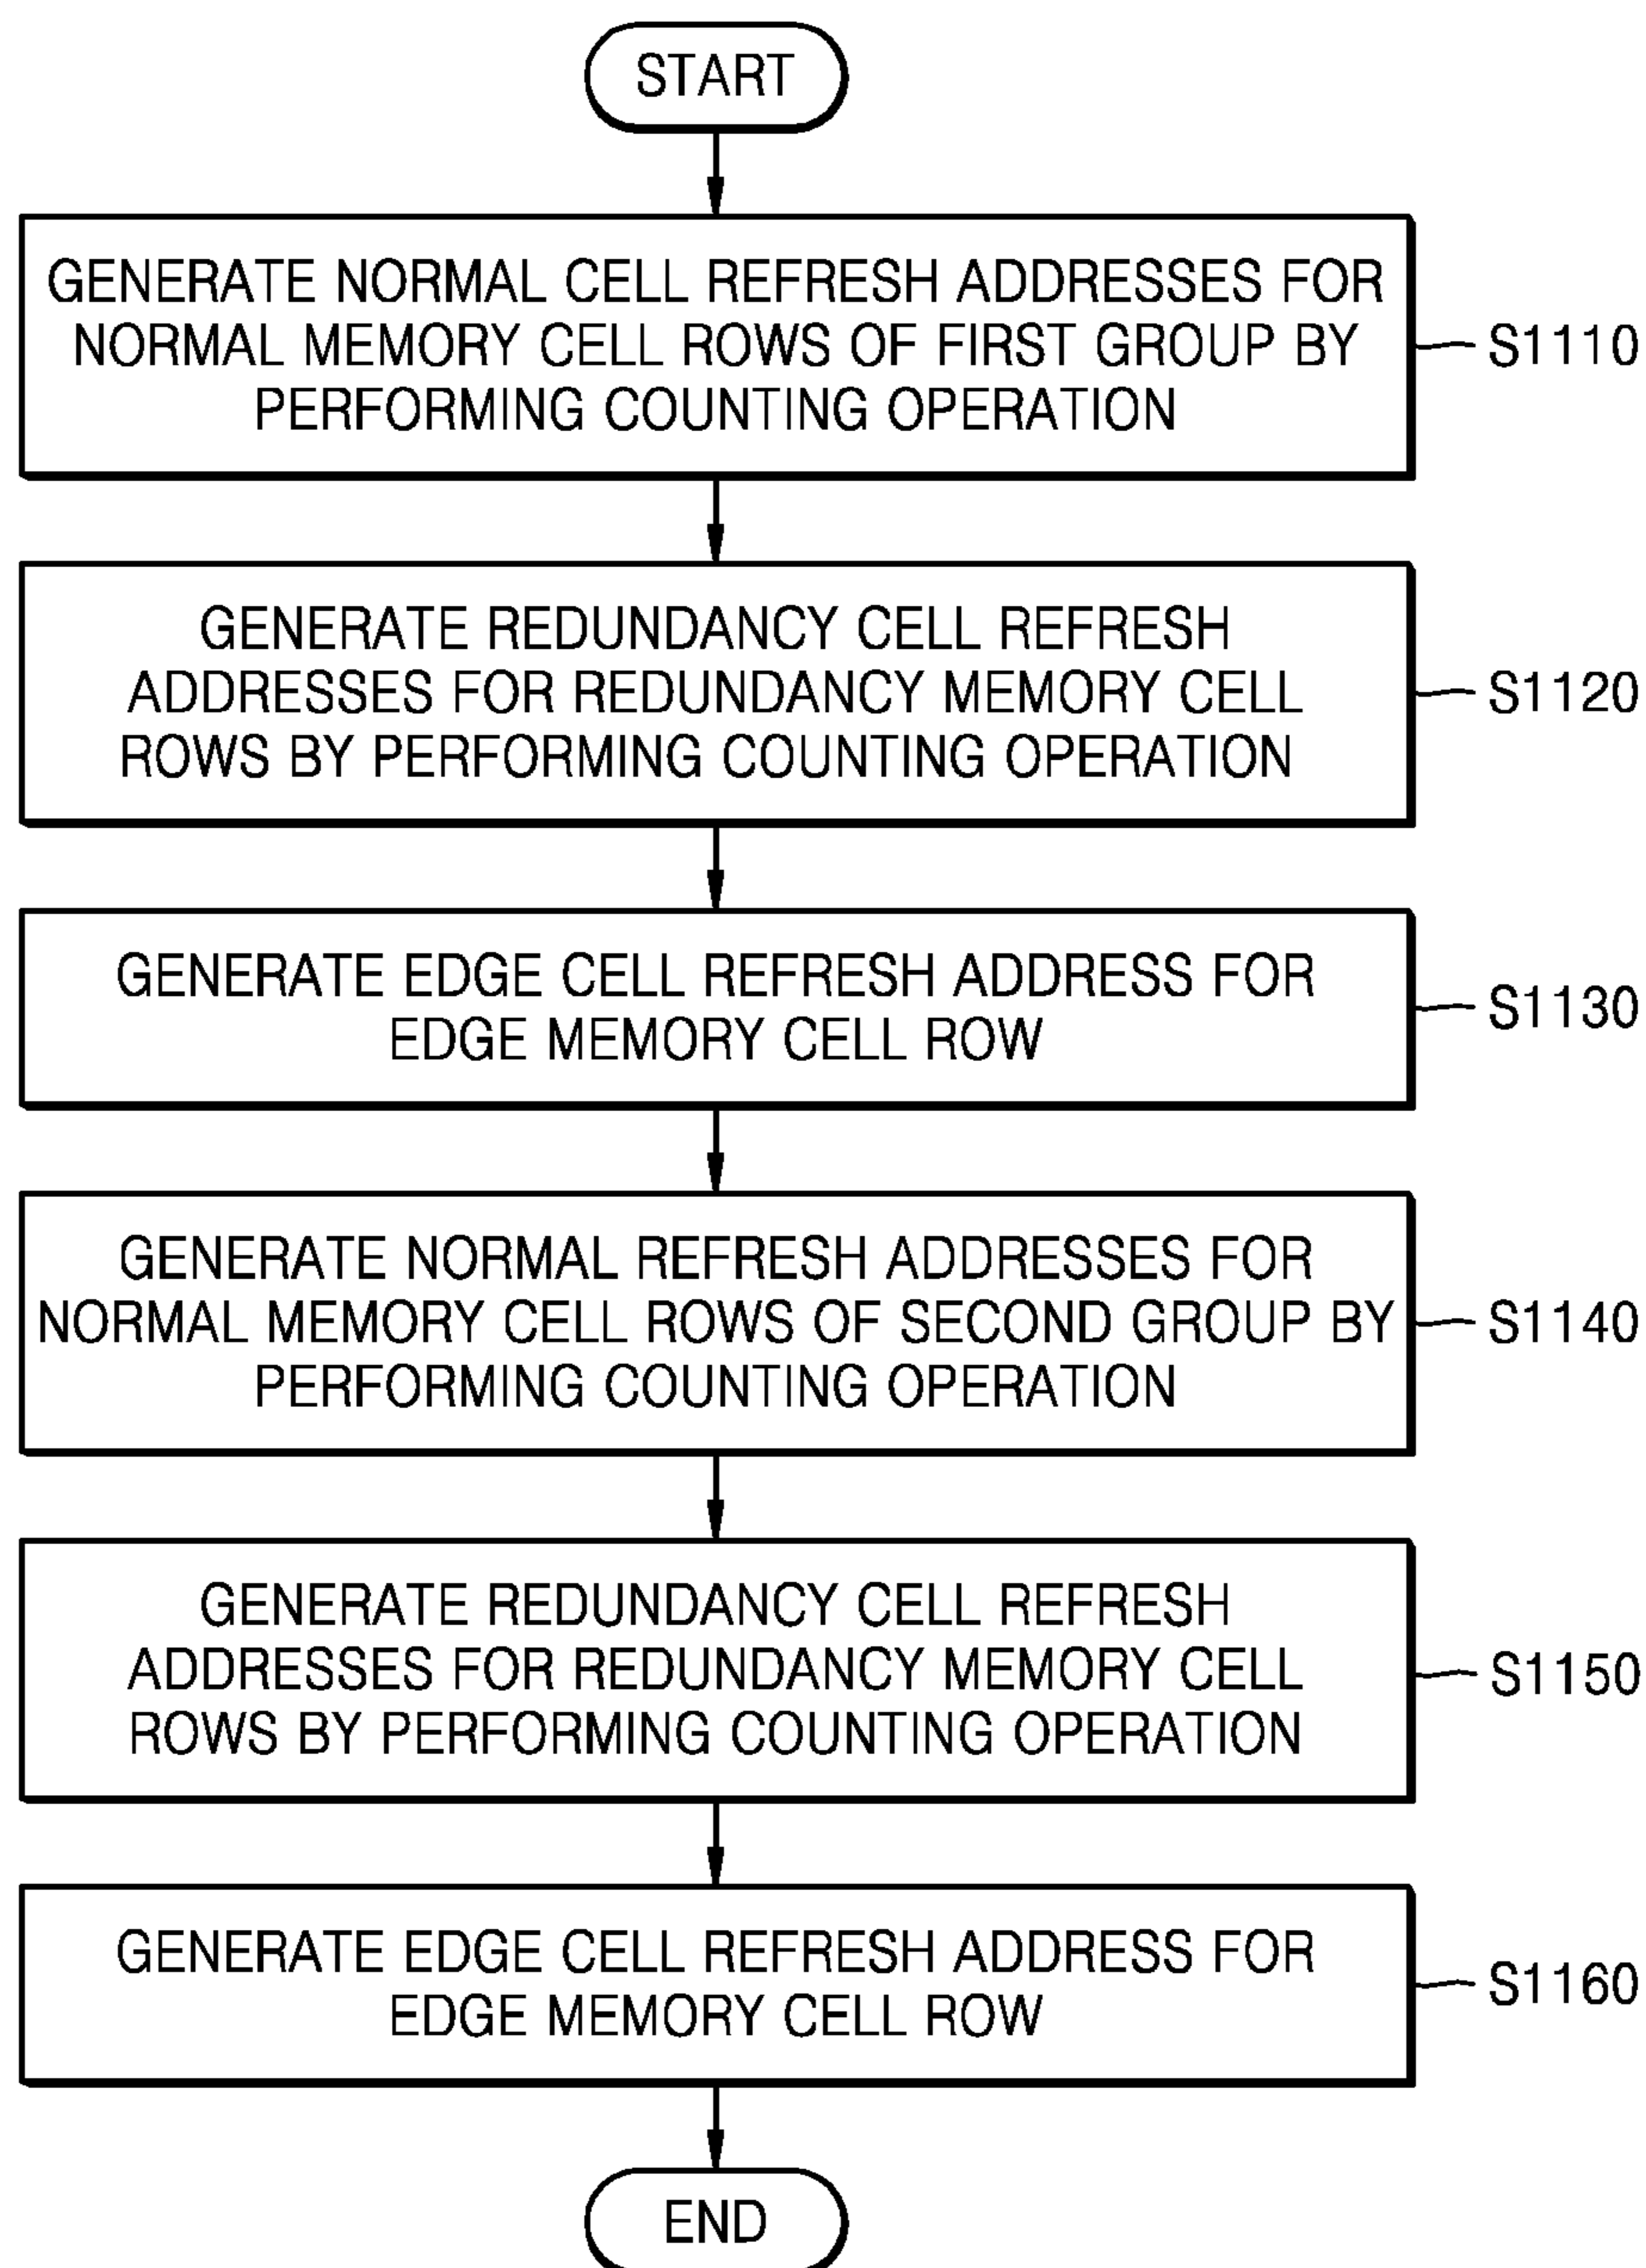 START
GENERATE NORMAL CELL REFRESH ADDRESSES FOR
NORMAL MEMORY CELL ROWS OF FIRST GROUP BY
PERFORMING COUNTING OPERATION
S1110
GENERATE REDUNDANCY CELL REFRESH
ADDRESSES FOR REDUNDANCY MEMORY CELL
ROWS BY PERFORMING COUNTING OPERATION
S1120
GENERATE EDGE CELL REFRESH ADDRESS FOR
EDGE MEMORY CELL ROW
S1130
GENERATE NORMAL REFRESH ADDRESSES FOR
NORMAL MEMORY CELL ROWS OF SECOND GROUP BY
PERFORMING COUNTING OPERATION
S1140
GENERATE REDUNDANCY CELL REFRESH
ADDRESSES FOR REDUNDANCY MEMORY CELL
ROWS BY PERFORMING COUNTING OPERATION
S1150
GENERATE EDGE CELL REFRESH ADDRESS FOR
EDGE MEMORY CELL ROW
S1160
END